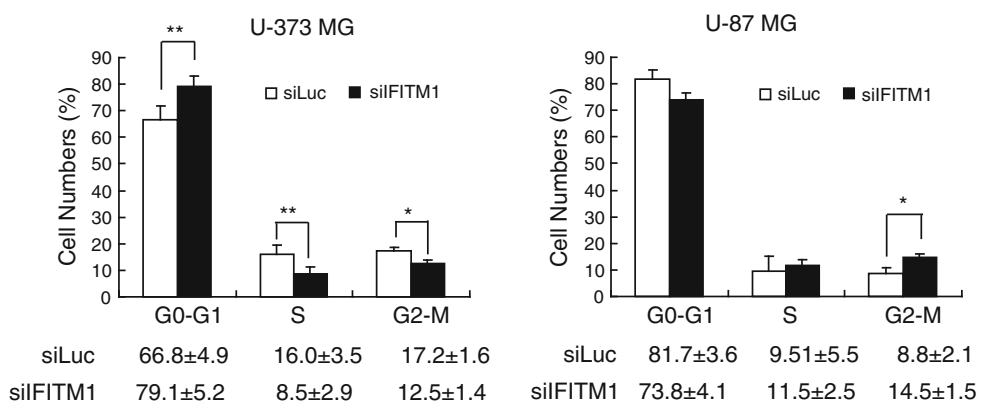 U-373 MG
**
90
80
70
60
50
40
30
20
10
0
Cell Numbers (%)
siLuc
siIFITM1
**
*
G0-G1 S G2-M
siLuc 66.8±4.9 16.0±3.5 17.2±1.6
siIFITM1 79.1±5.2 8.5±2.9 12.5±1.4
U-87 MG
90
80
70
60
50
40
30
20
10
0
Cell Numbers (%)
siLuc
siIFITM1
*
G0-G1 S G2-M
siLuc 81.7±3.6 9.51±5.5 8.8±2.1
siIFITM1 73.8±4.1 11.5±2.5 14.5±1.5